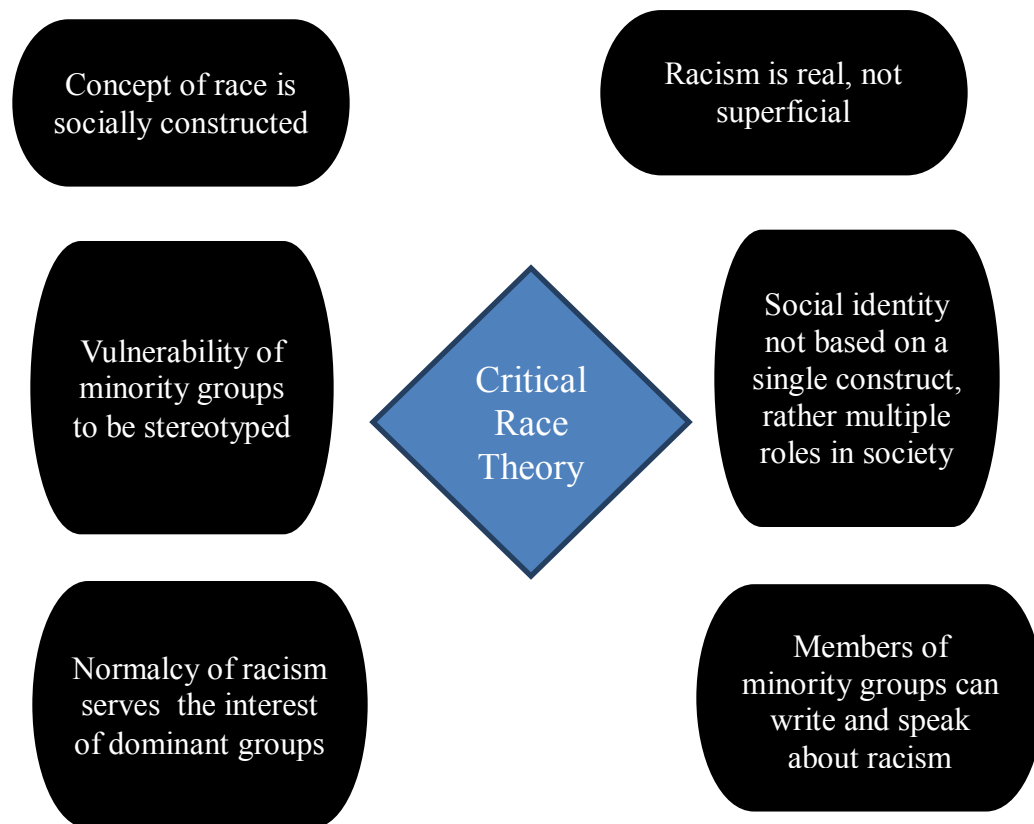 Concept of race is
socially constructed
Racism is real, not
superficial
Vulnerability of
minority groups
to be stereotyped
Critical
Race
Theory
Social identity
not based on a
single construct,
rather multiple
roles in society
Normalcy of racism
serves  the interest
of dominant groups
Members of
minority groups can
write and speak
about racism